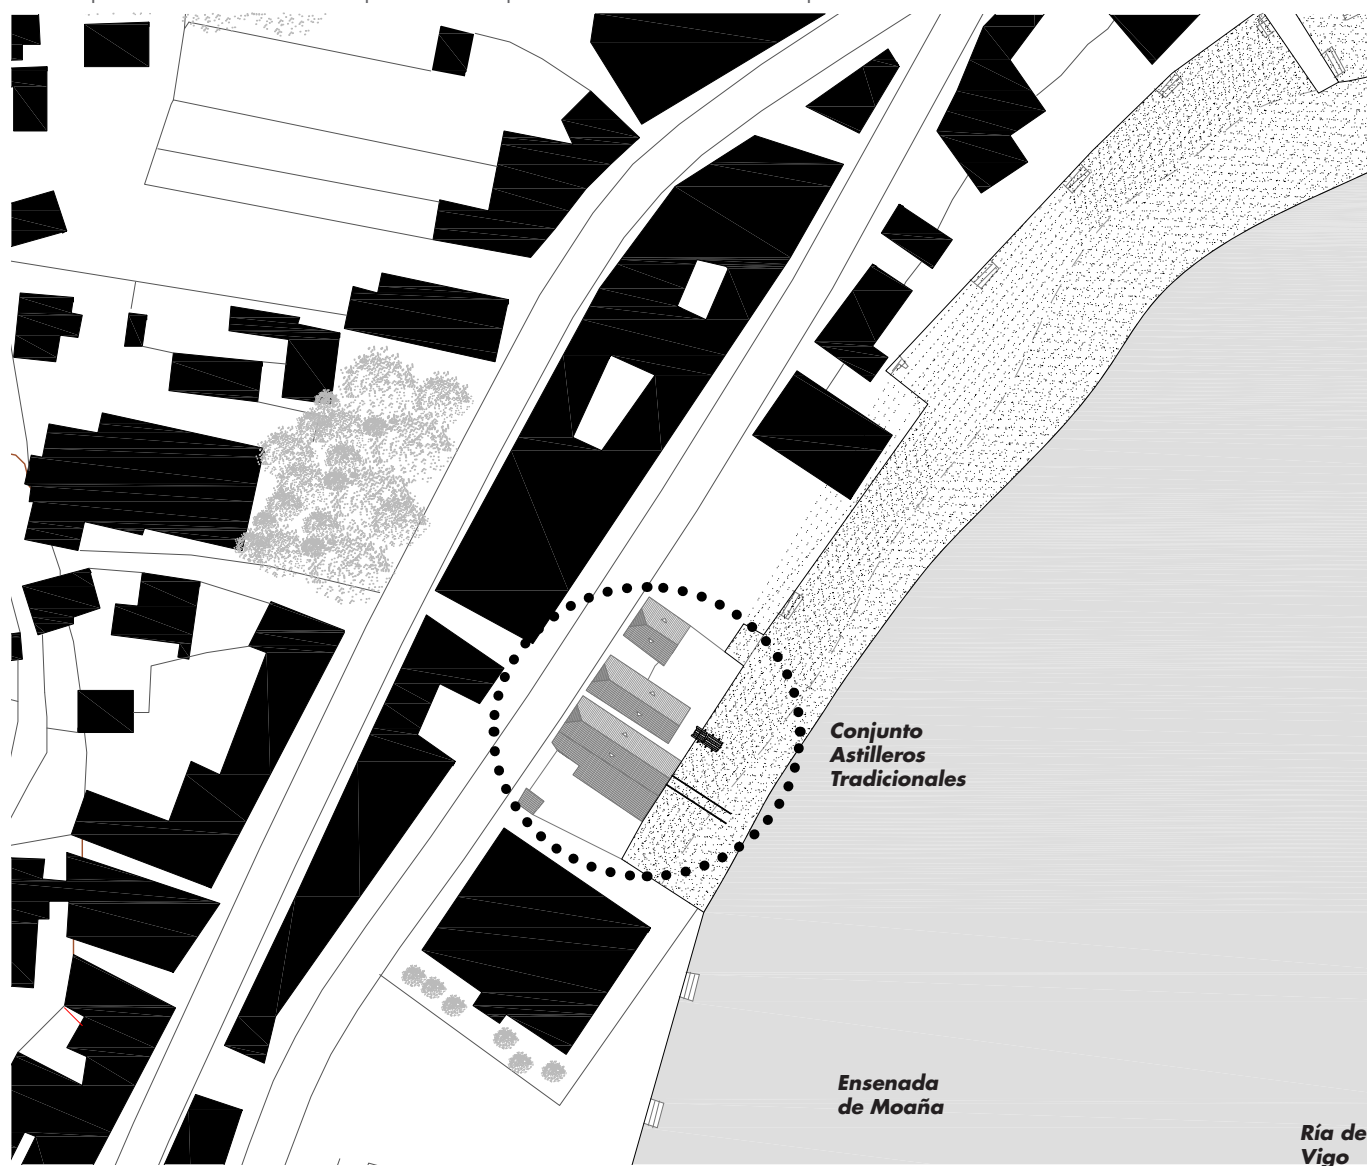 Conjunto
Astilleros
Tradicionales
Ensenada
de Moaña
Ría de
Vigo